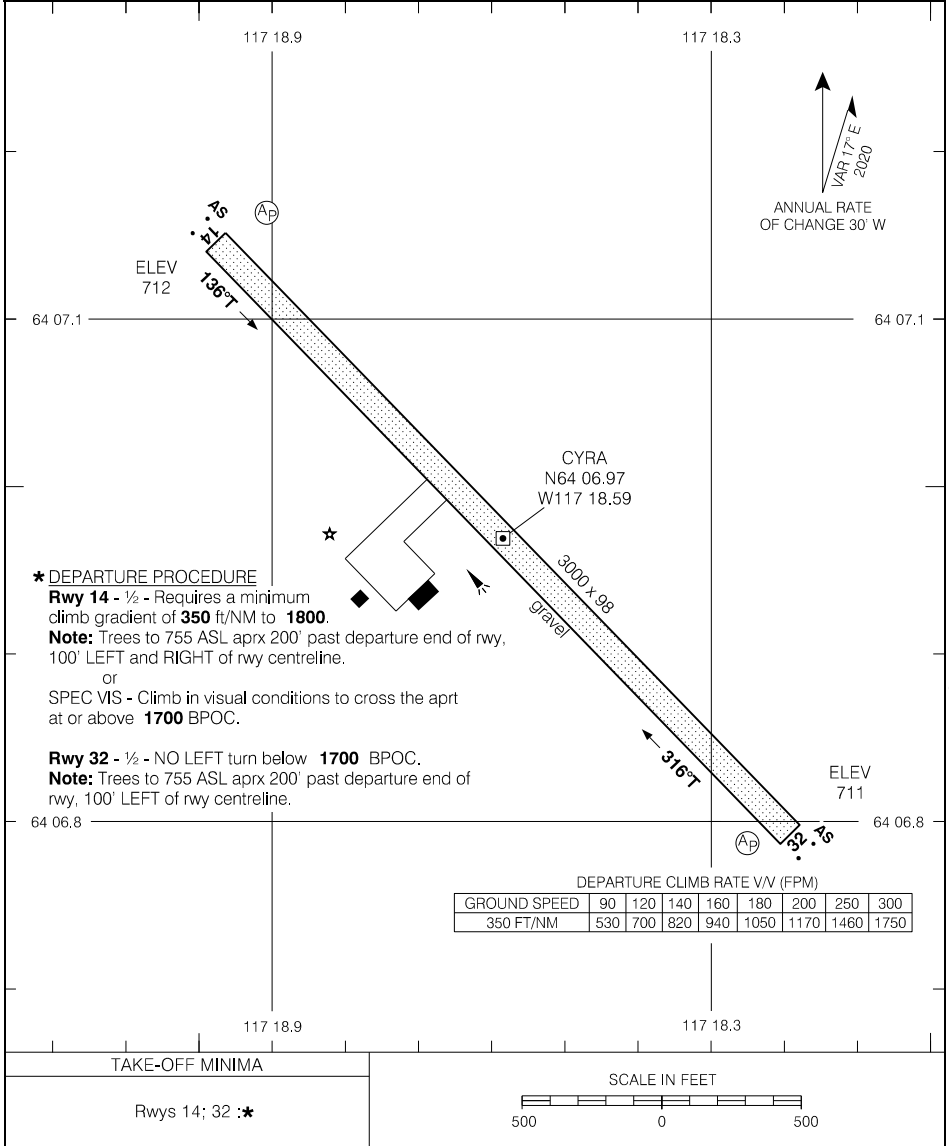 117 18.9
117 18.3
VAR 17° E
2020
ANNUAL RATE
OF CHANGE 30' W
AS
14
AP
ELEV
712
136°T
64 07.1
64 07.1
CYRA
N64 06.97
W117 18.59
3000 x 98
gravel
* DEPARTURE PROCEDURE
Rwy 14 - ½ - Requires a minimum
climb gradient of 350 ft/NM to 1800.
Note: Trees to 755 ASL aprx 200' past departure end of rwy,
100' LEFT and RIGHT of rwy centreline.
or
SPEC VIS - Climb in visual conditions to cross the aprt
at or above 1700 BPOC.
Rwy 32 - ½ - NO LEFT turn below 1700 BPOC.
Note: Trees to 755 ASL aprx 200' past departure end of
rwy, 100' LEFT of rwy centreline.
316°T
ELEV
711
64 06.8
64 06.8
AP
32
AS
DEPARTURE CLIMB RATE V/V (FPM)
GROUND SPEED 90 120 140 160 180 200 250 300
350 FT/NM 530 700 820 940 1050 1170 1460 1750
117 18.9
117 18.3
TAKE-OFF MINIMA
Rwys 14; 32 :*
SCALE IN FEET
500 0 500